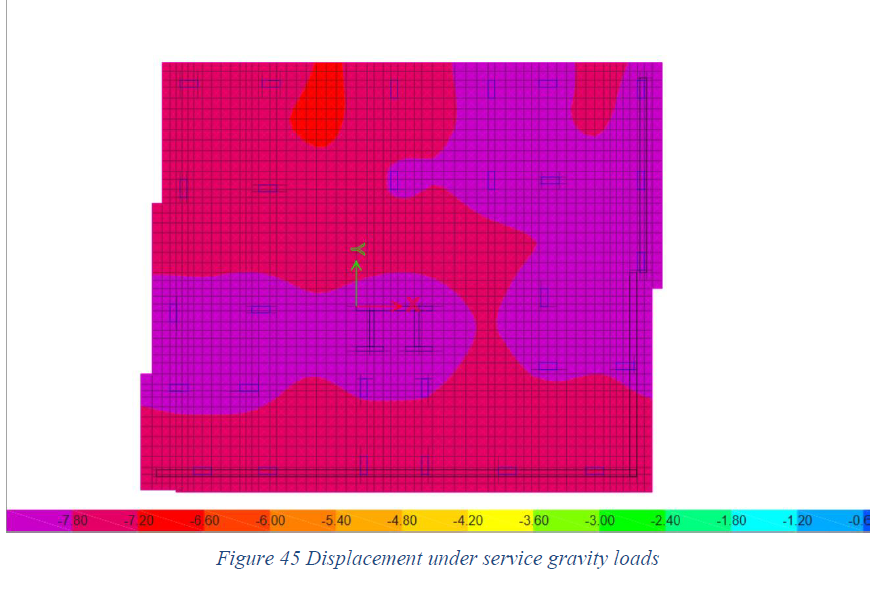 Y
X
-7.80 -7.20 -6.60 -6.00 -5.40 -4.80 -4.20 -3.60 -3.00 -2.40 -1.80 -1.20
Figure 45 Displacement under service gravity loads